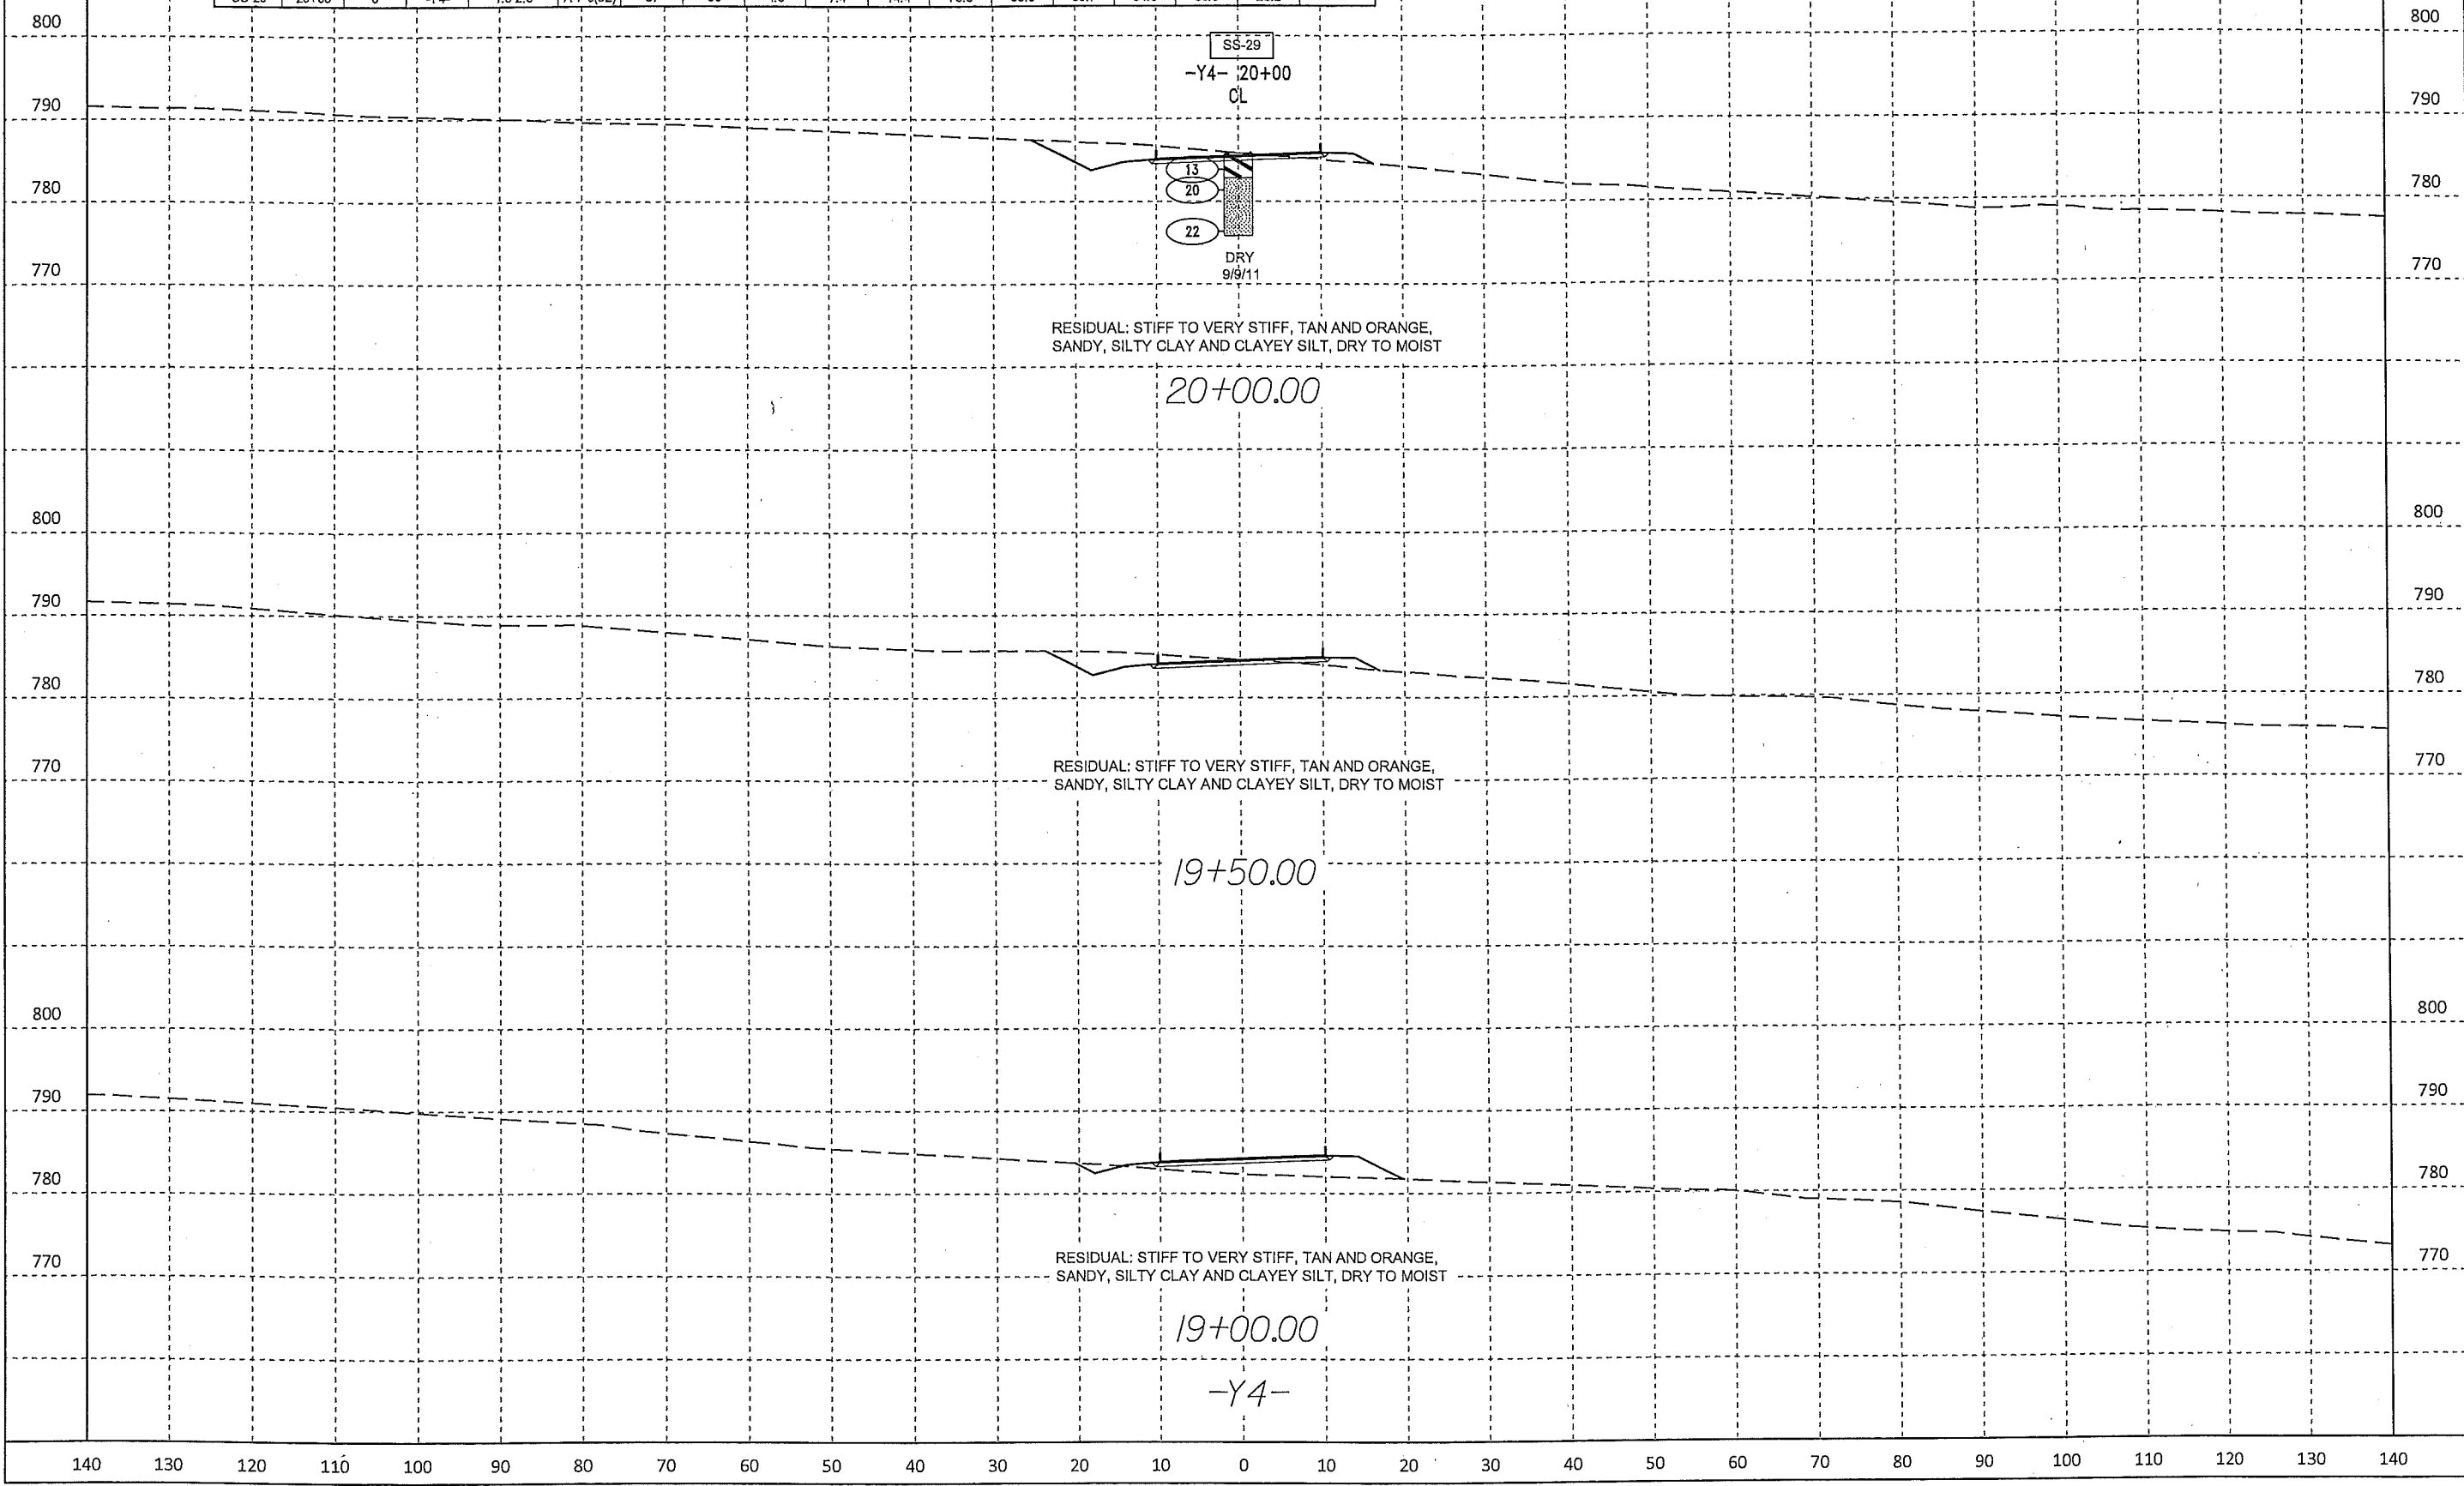 800 800
SS-29
-Y4- 20+00
CL
790 790
13
780 20 780
22
DRY
770 9/9/11 770
RESIDUAL: STIFF TO VERY STIFF, TAN AND ORANGE,
SANDY, SILTY CLAY AND CLAYEY SILT, DRY TO MOIST
20+00.00
800 800
790 790
780 780
770 770
RESIDUAL: STIFF TO VERY STIFF, TAN AND ORANGE,
SANDY, SILTY CLAY AND CLAYEY SILT, DRY TO MOIST
19+50.00
800 800
790 790
780 780
770 770
RESIDUAL: STIFF TO VERY STIFF, TAN AND ORANGE,
SANDY, SILTY CLAY AND CLAYEY SILT, DRY TO MOIST
19+00.00
-Y4-
140 130 120 110 100 90 80 70 60 50 40 30 20 10 0 10 20 30 40 50 60 70 80 90 100 110 120 130 140